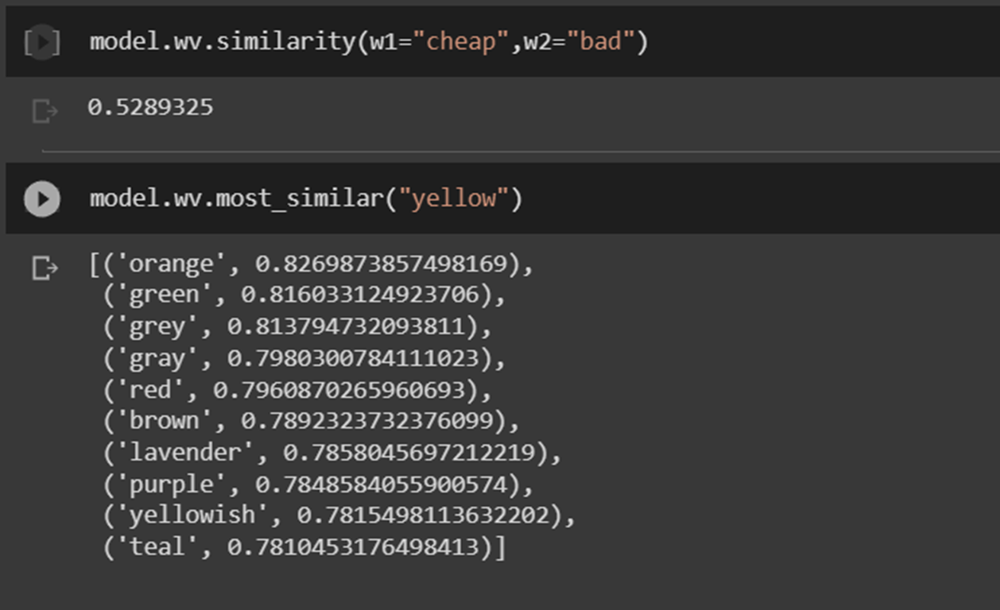 [ ] model.wv.similarity(w1="cheap",w2="bad")
0.5289325
model.wv.most_similar("yellow")
[('orange', 0.8269873857498169),
('green', 0.816033124923706),
('grey', 0.813794732093811),
('gray', 0.7980300784111023),
('red', 0.7960870265960693),
('brown', 0.7892323732376099),
('lavender', 0.7858045697212219),
('purple', 0.7848584055900574),
('yellowish', 0.7815498113632202),
('teal', 0.7810453176498413)]